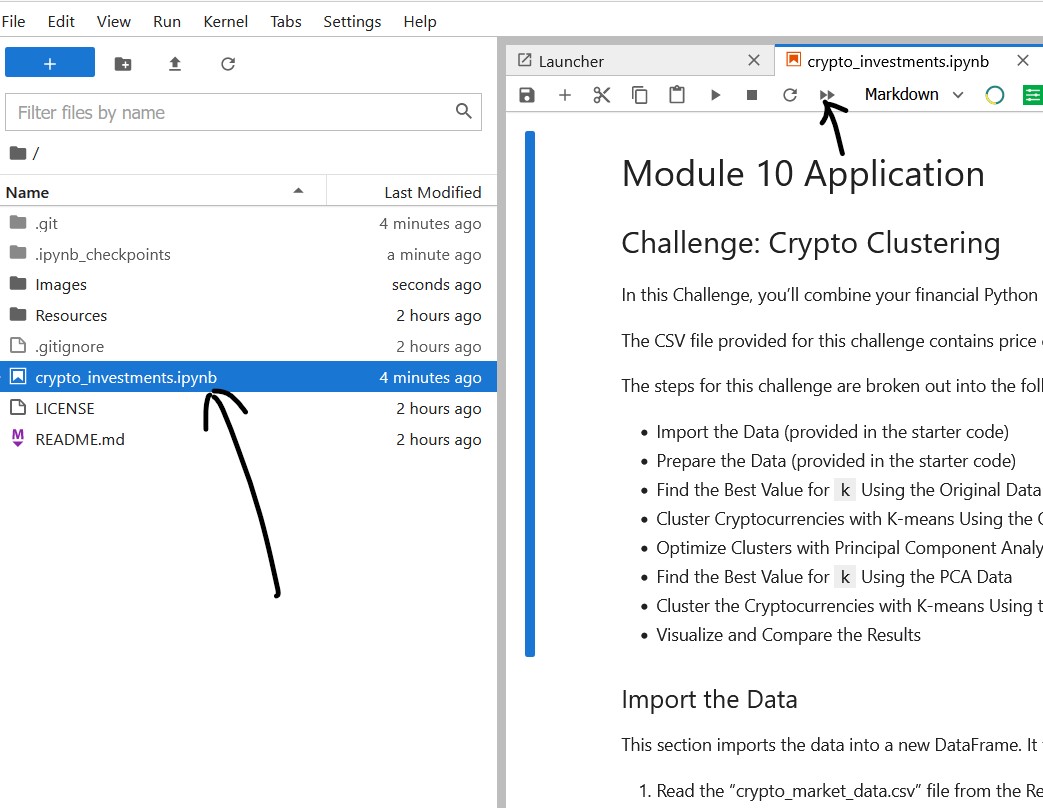 File Edit View Run Kernel Tabs Settings Help
Filter files by name
/
Name Last Modified
.git 4 minutes ago
.ipynb_checkpoints a minute ago
Images seconds ago
Resources 2 hours ago
.gitignore 2 hours ago
crypto_investments.ipynb 4 minutes ago
LICENSE 2 hours ago
M README.md 2 hours ago
Launcher crypto_investments.ipynb
Markdown
Module 10 Application
Challenge: Crypto Clustering
In this Challenge, you’ll combine your financial Python
The CSV file provided for this challenge contains price
The steps for this challenge are broken out into the foll
• Import the Data (provided in the starter code)
• Prepare the Data (provided in the starter code)
• Find the Best Value for k Using the Original Data
• Cluster Cryptocurrencies with K-means Using the
• Optimize Clusters with Principal Component Analy
• Find the Best Value for k Using the PCA Data
• Cluster the Cryptocurrencies with K-means Using t
• Visualize and Compare the Results
Import the Data
This section imports the data into a new DataFrame. It
1. Read the “crypto_market_data.csv” file from the Re